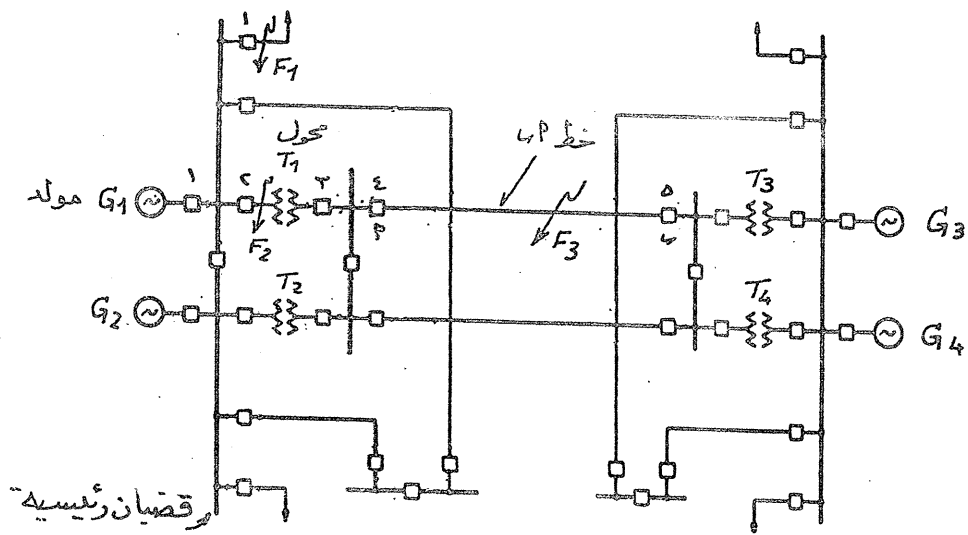 ١
F1
محول
T1
خط أب
مولد
G1
١
٢
٣
٤
F2
أ
F3
٥
ب
T3
G3
T2
G2
T4
G4
قضبان رئيسية